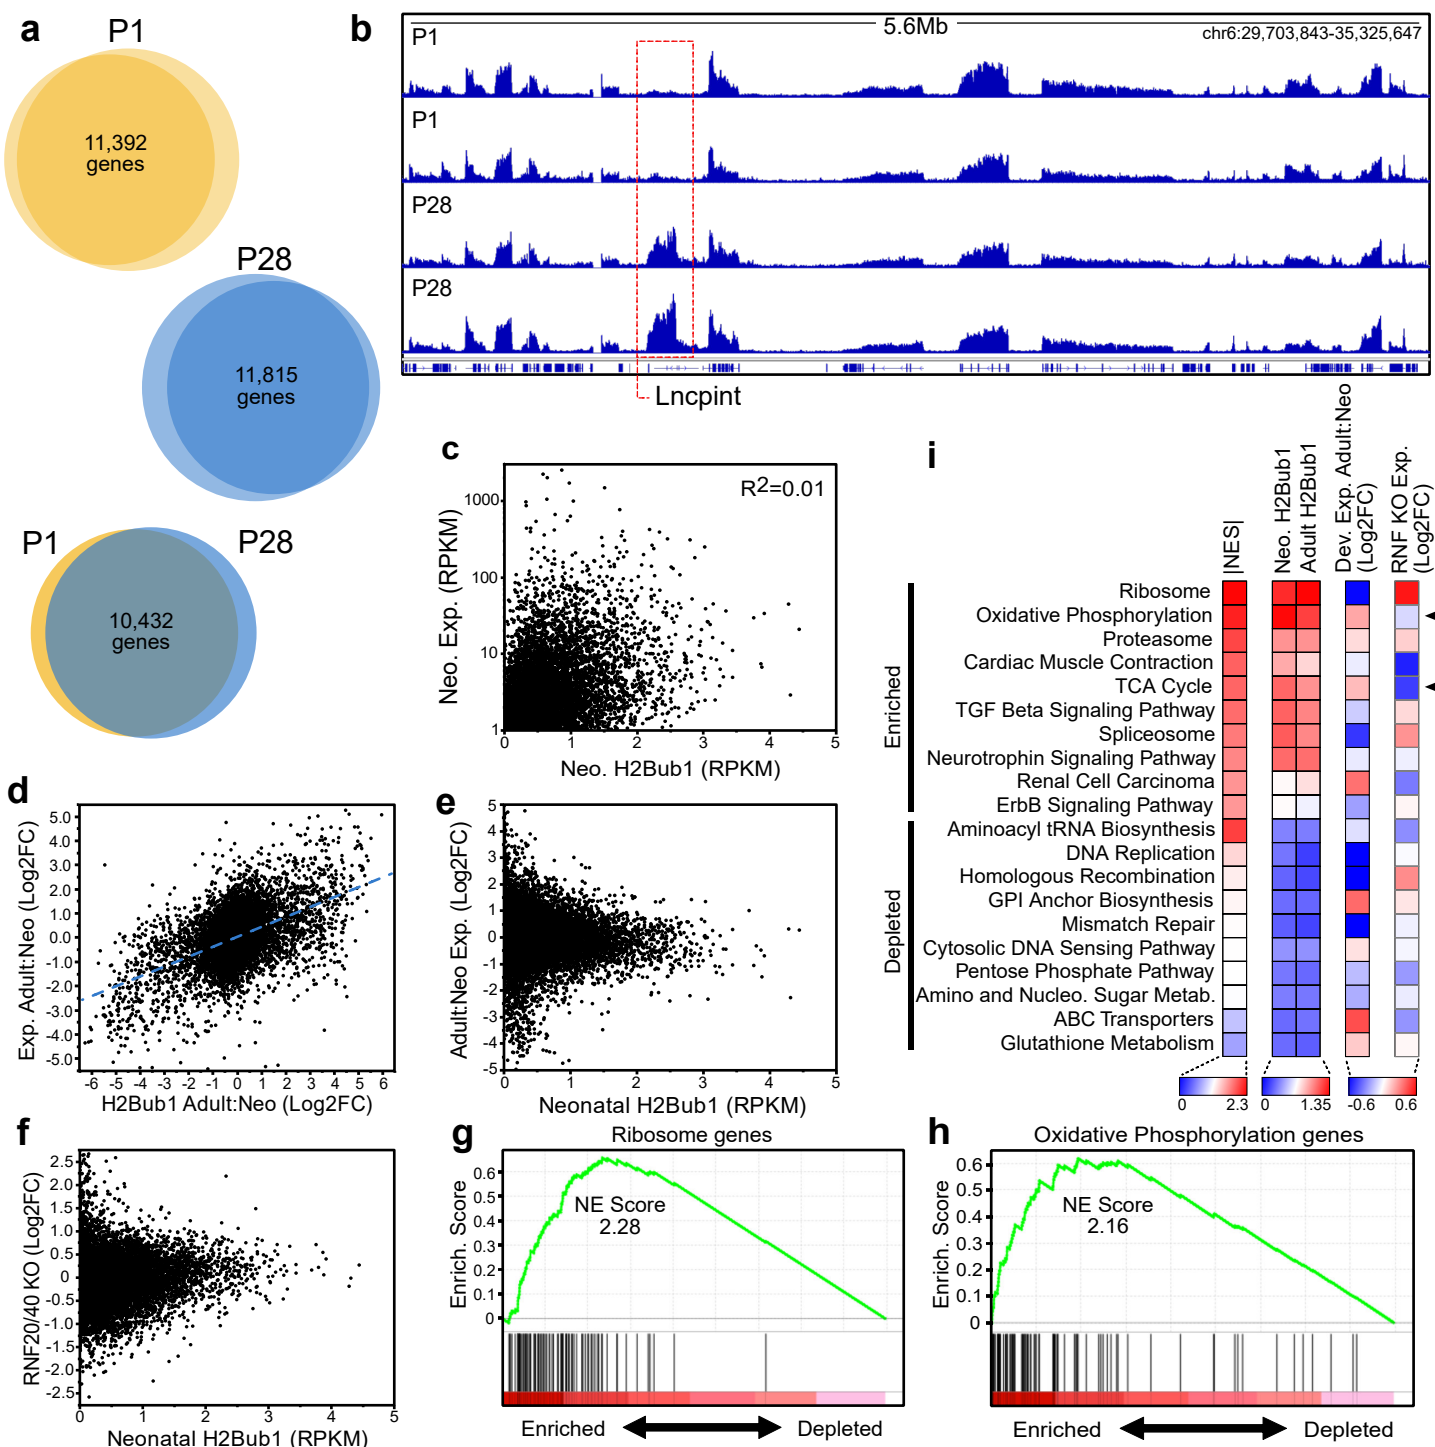 a
P1
11,392
genes
P28
11,815
genes
P1
P28
10,432
genes
b
5.6Mb
chr6:29,703,843-35,325,647
P1
P1
P28
P28
Lncpint
c
R2=0.01
Neo. Exp. (RPKM)
1000
100
10
1
0 1 2 3 4 5
Neo. H2Bub1 (RPKM)
d
Exp. Adult:Neo (Log2FC)
5.0
4.0
3.0
2.0
1.0
0.0
-1.0
-2.0
-3.0
-4.0
-5.0
-6 -5 -4 -3 -2 -1 0 1 2 3 4 5 6
H2Bub1 Adult:Neo (Log2FC)
e
Adult:Neo Exp. (Log2FC)
5
4
3
2
1
0
-1
-2
-3
-4
-5
0 1 2 3 4 5
Neonatal H2Bub1 (RPKM)
f
RNF20/40 KO (Log2FC)
2.5
2.0
1.5
1.0
0.5
0
-0.5
-1.0
-1.5
-2.0
-2.5
0 1 2 3 4 5
Neonatal H2Bub1 (RPKM)
g
Ribosome genes
Enrich. Score
0.6
0.5
0.4
0.3
0.2
0.1
0
NE Score
2.28
Enriched Depleted
h
Oxidative Phosphorylation genes
Enrich. Score
0.6
0.5
0.4
0.3
0.2
0.1
0
NE Score
2.16
Enriched Depleted
i
|NES|
Neo. H2Bub1
Adult H2Bub1
Dev. Exp. Adult:Neo
(Log2FC)
RNF KO Exp.
(Log2FC)
Enriched
Ribosome
Oxidative Phosphorylation
Proteasome
Cardiac Muscle Contraction
TCA Cycle
TGF Beta Signaling Pathway
Spliceosome
Neurotrophin Signaling Pathway
Renal Cell Carcinoma
ErbB Signaling Pathway
Depleted
Aminoacyl tRNA Biosynthesis
DNA Replication
Homologous Recombination
GPI Anchor Biosynthesis
Mismatch Repair
Cytosolic DNA Sensing Pathway
Pentose Phosphate Pathway
Amino and Nucleo. Sugar Metab.
ABC Transporters
Glutathione Metabolism
0 2.3 0 1.35 -0.6 0.6